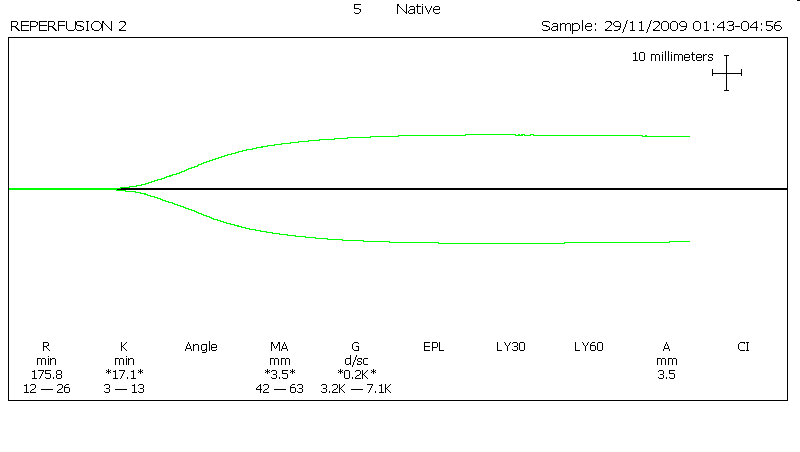 5 Native
REPERFUSION 2 Sample: 29/11/2009 01:43-04:56
10 millimeters
R K Angle MA G EPL LY30 LY60 A CI
min min mm d/sc mm
175.8 *17.1* *3.5* *0.2K* 3.5
12 — 26 3 — 13 42 — 63 3.2K — 7.1K